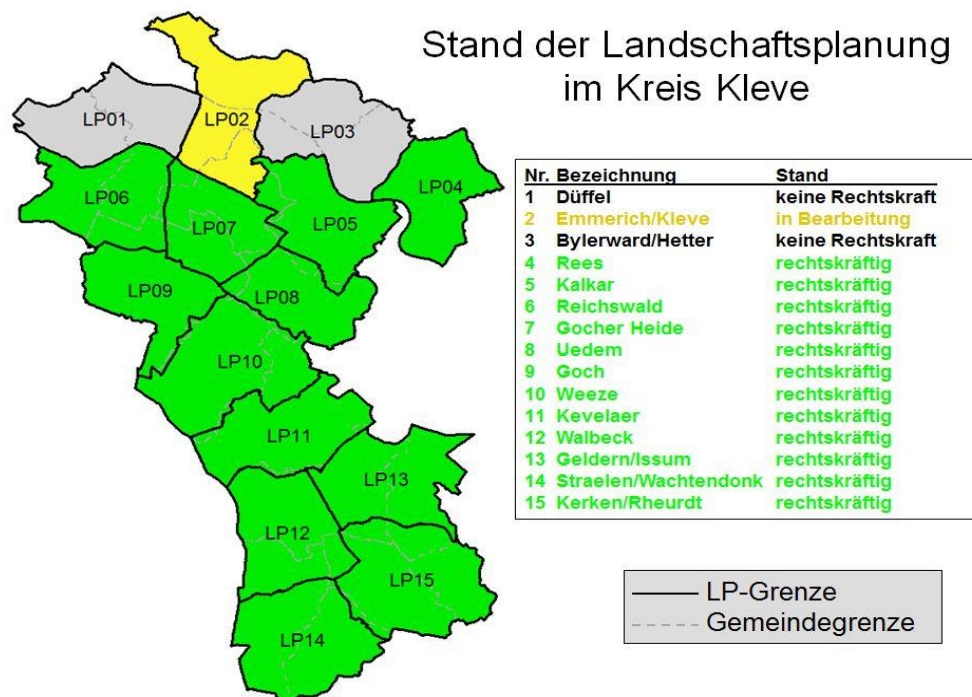 Stand der Landschaftsplanung
im Kreis Kleve
LP01
LP02
LP03
LP04
LP05
LP06
LP07
LP08
LP09
LP10
LP11
LP12
LP13
LP14
LP15
Nr. Bezeichnung Stand
1 Düffel keine Rechtskraft
2 Emmerich/Kleve in Bearbeitung
3 Bylerward/Hetter keine Rechtskraft
4 Rees rechtskräftig
5 Kalkar rechtskräftig
6 Reichswald rechtskräftig
7 Gocher Heide rechtskräftig
8 Uedem rechtskräftig
9 Goch rechtskräftig
10 Weeze rechtskräftig
11 Kevelaer rechtskräftig
12 Walbeck rechtskräftig
13 Geldern/Issum rechtskräftig
14 Straelen/Wachtendonk rechtskräftig
15 Kerken/Rheurdt rechtskräftig
LP-Grenze
Gemeindegrenze